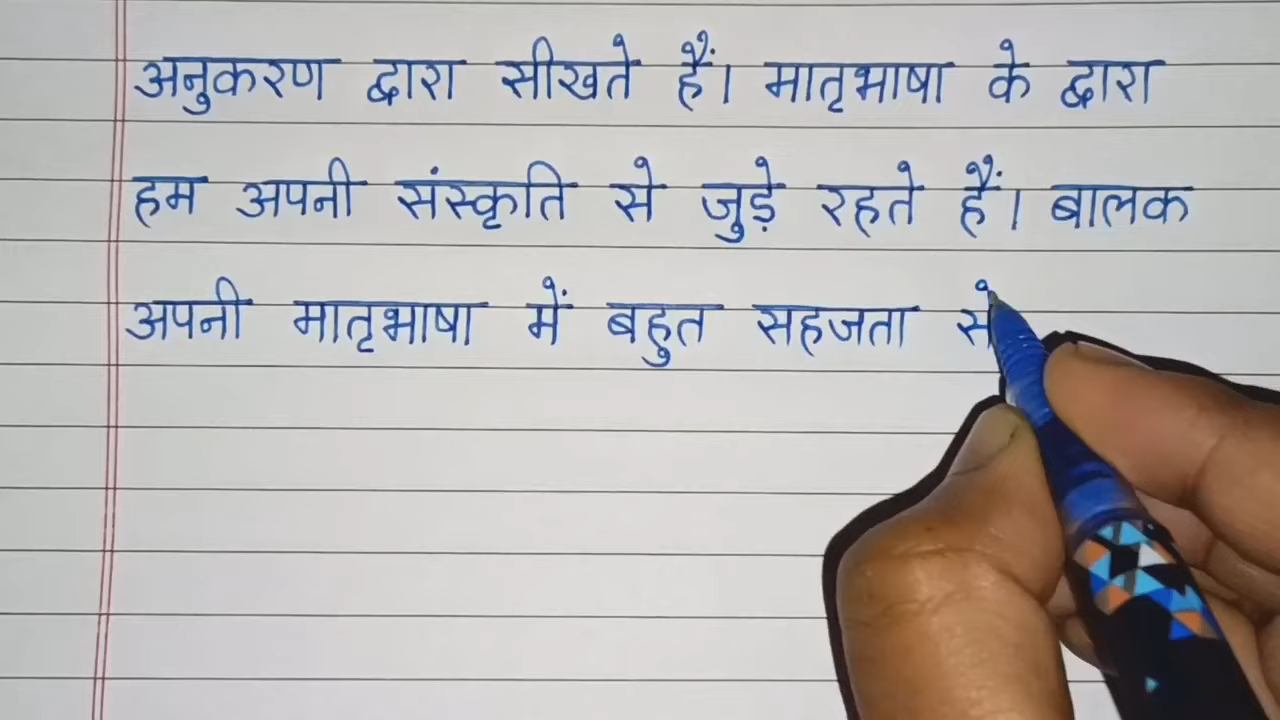 अनुकरण द्वारा सीखते हैं। मातृभाषा के द्वारा
हम अपनी संस्कृति से जुड़े रहते हैं। बालक
अपनी मातृभाषा में बहुत सहजता से